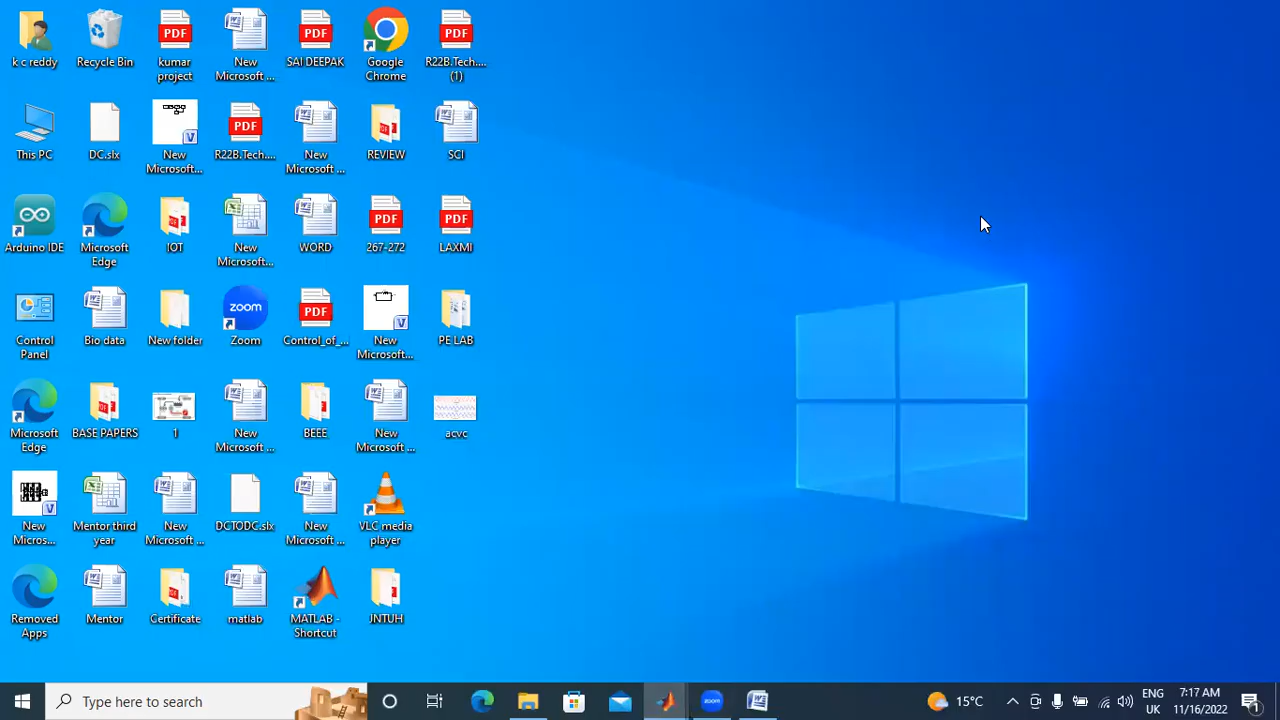 k c reddy
Recycle Bin
PDF
kumar
project
New
Microsoft ...
PDF
SAI DEEPAK
Google
Chrome
PDF
R22B.Tech....
(1)
This PC
DC.slx
New
Microsoft...
PDF
R22B.Tech....
New
Microsoft ...
REVIEW
SCI
Arduino IDE
Microsoft
Edge
IOT
New
Microsoft...
WORD
PDF
267-272
PDF
LAXMI
Control
Panel
Bio data
New folder
zoom
Zoom
PDF
Control_of_...
New
Microsoft...
PE LAB
Microsoft
Edge
BASE PAPERS
1
New
Microsoft ...
BEEE
New
Microsoft ...
acvc
New
Micros...
Mentor third
year
New
Microsoft ...
DCTODC.slx
New
Microsoft ...
VLC media
player
Removed
Apps
Mentor
Certificate
matlab
MATLAB -
Shortcut
JNTUH
Type here to search
zoom
15°C
ENG
UK
7:17 AM
11/16/2022
1